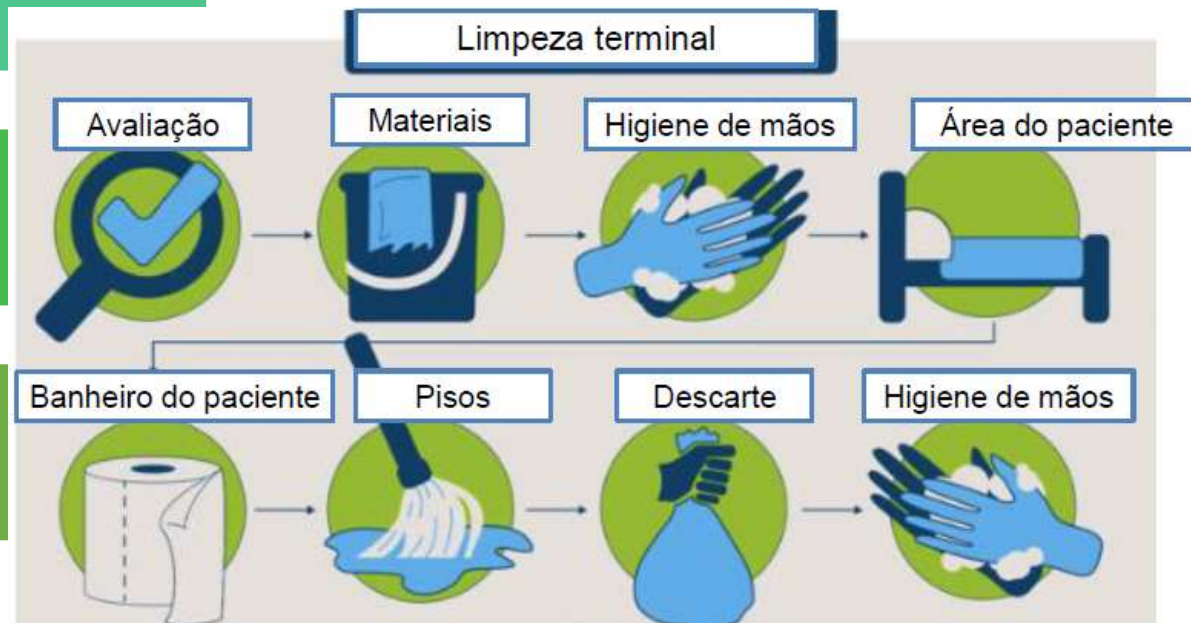 Limpeza terminal
Avaliação
Materiais
Higiene de mãos
Área do paciente
Banheiro do paciente
Pisos
Descarte
Higiene de mãos